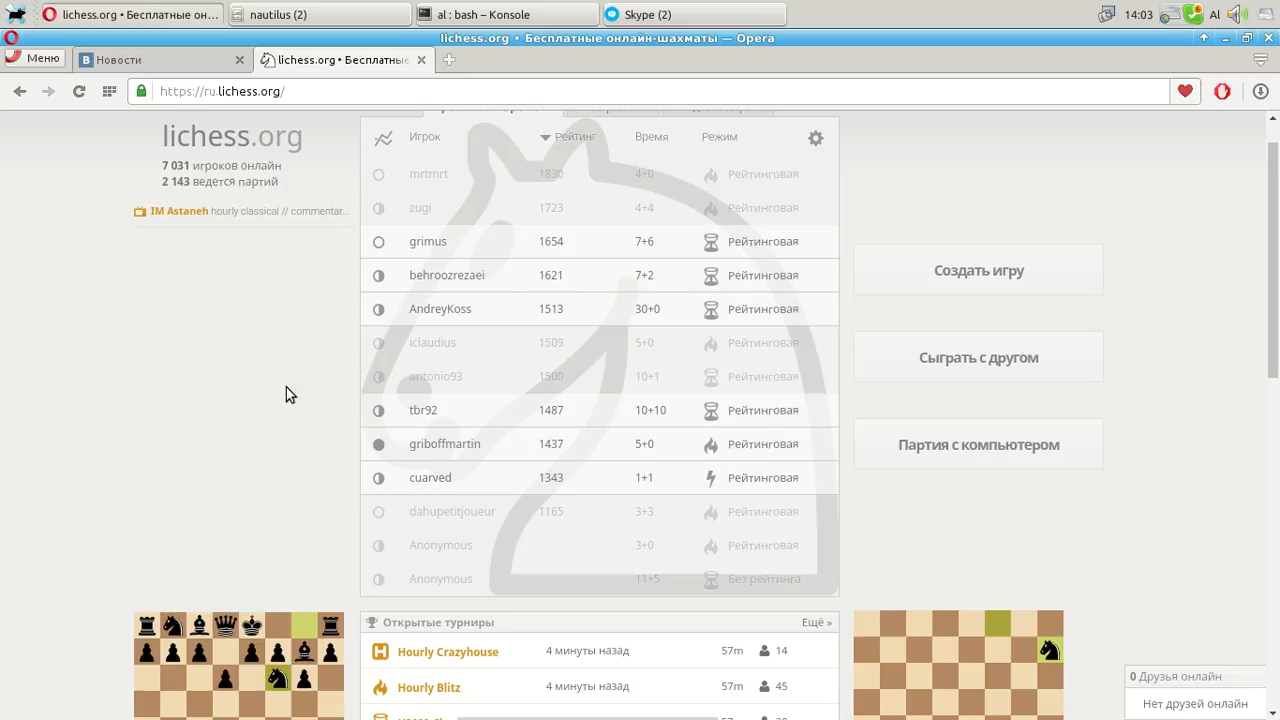 lichess.org • Бесплатные он...
nautilus (2)
al : bash – Konsole
Skype (2)
14:03
Al
lichess.org • Бесплатные онлайн-шахматы — Opera
Меню
B Новости
lichess.org • Бесплатные
https://ru.lichess.org/
lichess.org
7 031 игроков онлайн
2 143 ведется партий
IM Astaneh hourly classical // commentar...
Игрок Рейтинг Время Режим
mrtmrt 1830 4+0 Рейтинговая
zugi 1723 4+4 Рейтинговая
grimus 1654 7+6 Рейтинговая
behroozrezaei 1621 7+2 Рейтинговая
AndreyKoss 1513 30+0 Рейтинговая
iclaudius 1509 5+0 Рейтинговая
antonio93 1500 10+1 Рейтинговая
tbr92 1487 10+10 Рейтинговая
griboffmartin 1437 5+0 Рейтинговая
cuarved 1343 1+1 Рейтинговая
dahupetitjoueur 1165 3+3 Рейтинговая
Anonymous 3+0 Рейтинговая
Anonymous 11+5 Без рейтинга
Создать игру
Сыграть с другом
Партия с компьютером
Открытые турниры Ещё »
Hourly Crazyhouse 4 минуты назад 57m 14
Hourly Blitz 4 минуты назад 57m 45
0 Друзья онлайн
Нет друзей онлайн